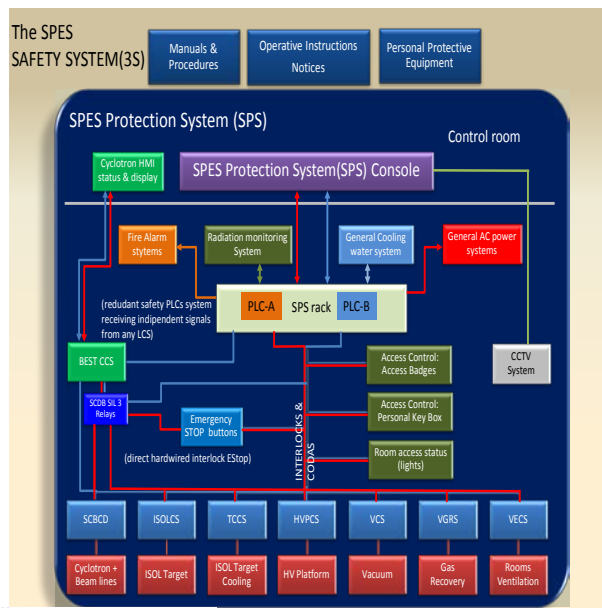 The SPES
SAFETY SYSTEM(3S)
Manuals &
Procedures
Operative Instructions
Notices
Personal Protective
Equipment
SPES Protection System (SPS)
Control room
Cyclotron HMI
status & display
SPES Protection System(SPS) Console
Fire Alarm
stytems
Radiation monitoring
System
General Cooling
water system
General AC power
systems
(redudant safety PLCs system
receiving indipendent signals
from any LCS)
PLC-A
SPS rack
PLC-B
BEST CCS
Access Control:
Access Badges
CCTV
System
SCDB SIL 3
Relays
Emergency
STOP buttons
Access Control:
Personal Key Box
(direct hardwired interlock EStop)
INTERLOCKS &
CODAS
Room access status
(lights)
SCBCD
ISOLCS
TCCS
HVPCS
VCS
VGRS
VECS
Cyclotron +
Beam lines
ISOL Target
ISOL Target
Cooling
HV Platform
Vacuum
Gas
Recovery
Rooms
Ventilation